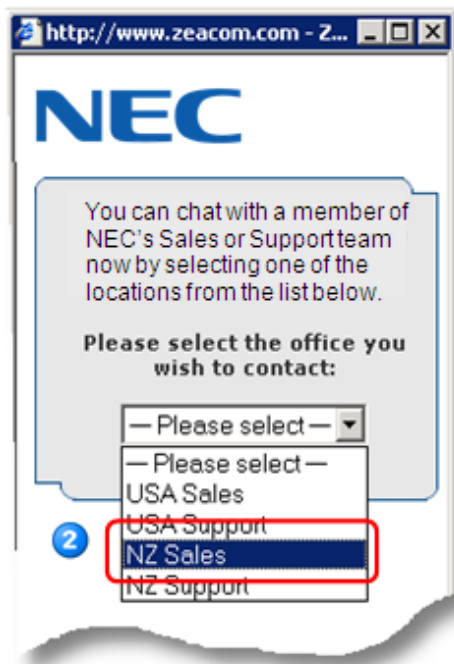 http://www.zeacom.com - Z...
NEC
You can chat with a member of
NEC's Sales or Support team
now by selecting one of the
locations from the list below.
Please select the office you
wish to contact:
— Please select —
— Please select —
USA Sales
USA Support
2
NZ Sales
NZ Support